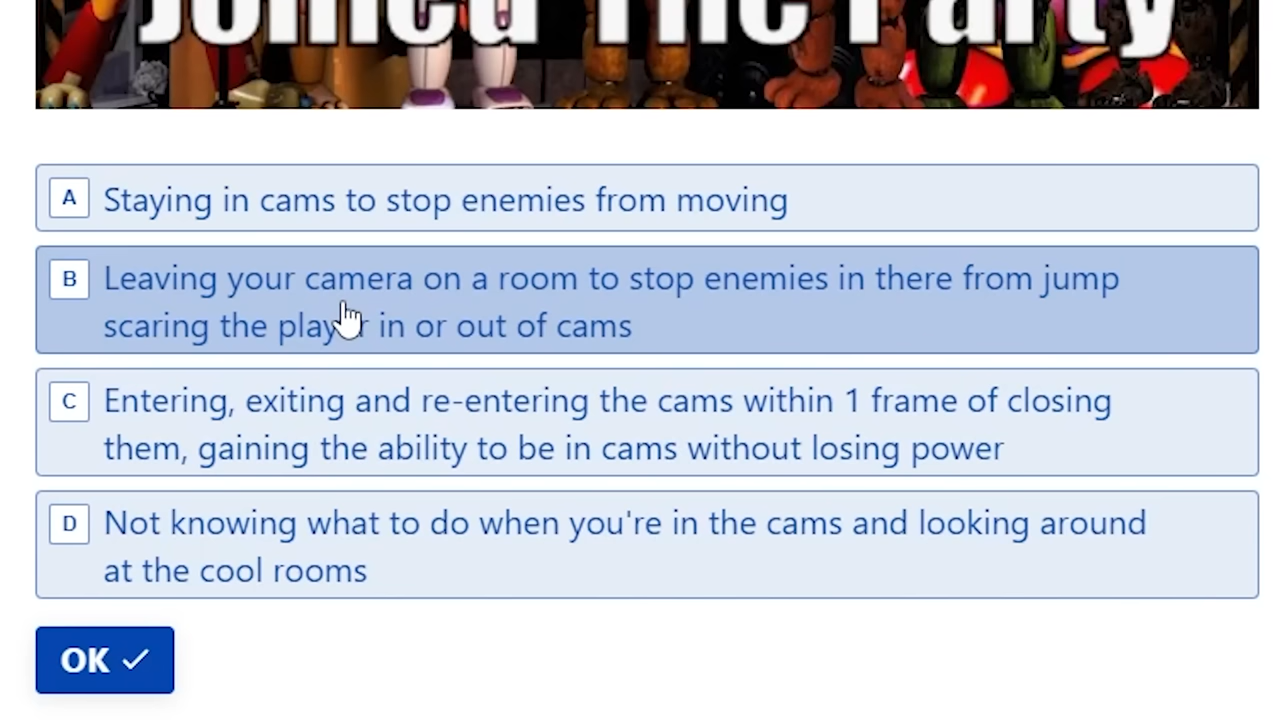 Joined The Party
A Staying in cams to stop enemies from moving
B Leaving your camera on a room to stop enemies in there from jump
scaring the player in or out of cams
C Entering, exiting and re-entering the cams within 1 frame of closing
them, gaining the ability to be in cams without losing power
D Not knowing what to do when you're in the cams and looking around
at the cool rooms
OK